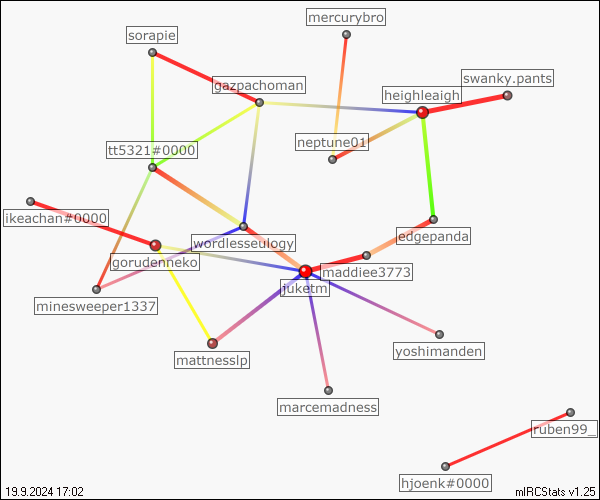 mercurybro
sorapie
swanky.pants
gazpachoman
heighleaigh
neptune01
tt5321#0000
ikeachan#0000
edgepanda
wordlesseulogy
gorudenneko
maddiee3773
juketm
minesweeper1337
yoshimanden
mattnesslp
marcemadness
ruben99_
hjoenk#0000
19.9.2024 17:02
mIRCStats v1.25